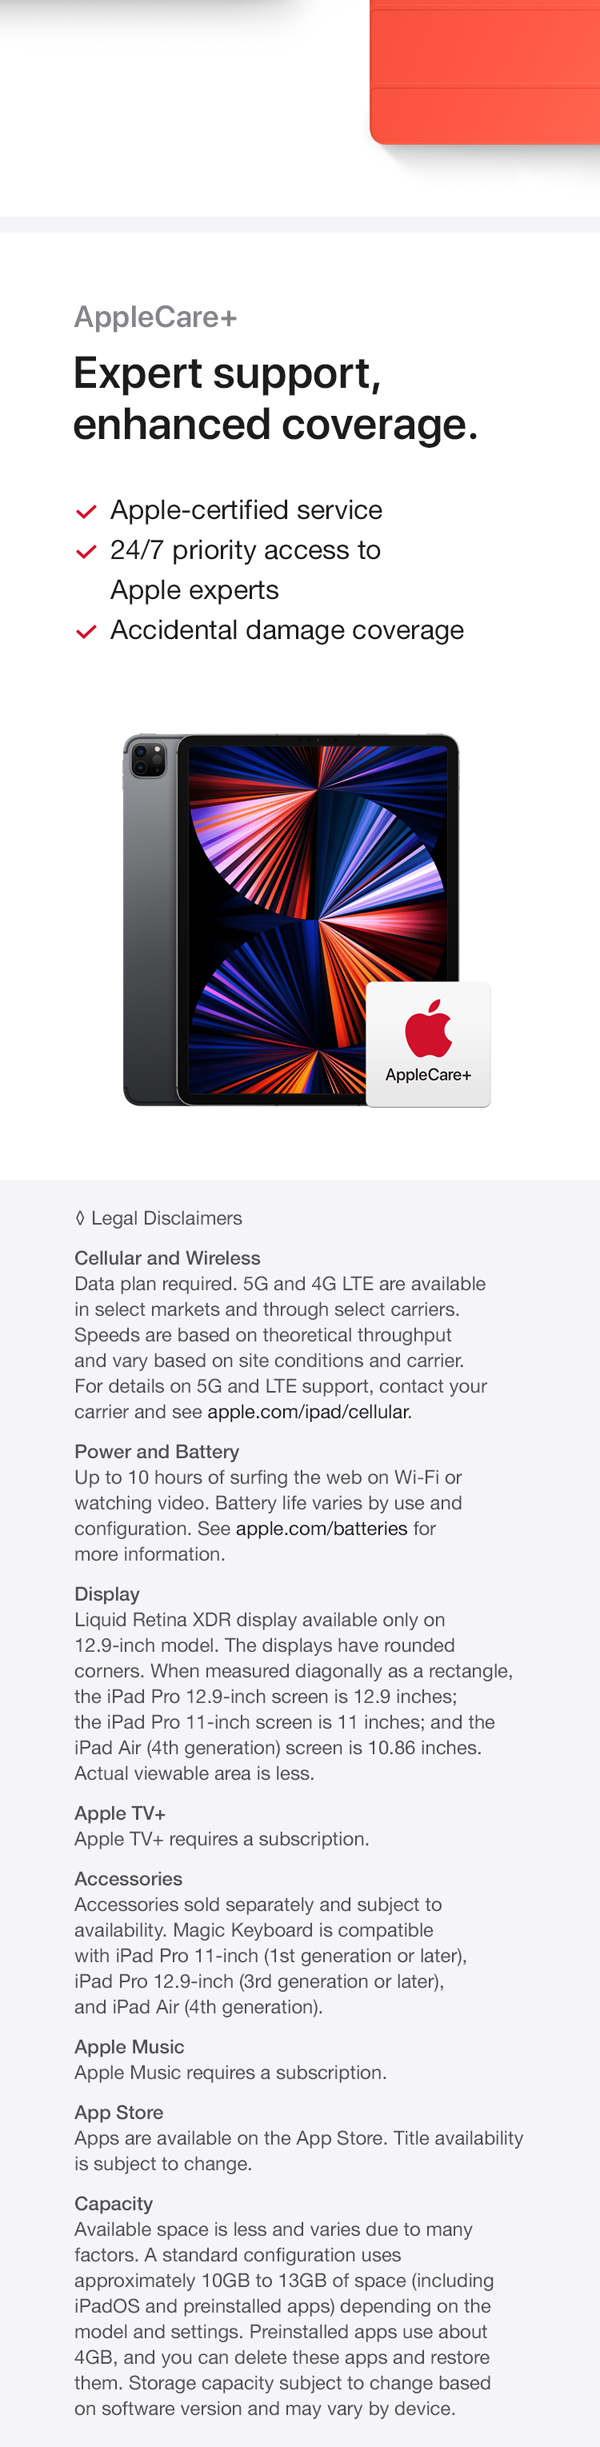 AppleCare+
Expert support,
enhanced coverage.
Apple-certified service
24/7 priority access to
Apple experts
Accidental damage coverage
AppleCare+
◊ Legal Disclaimers
Cellular and Wireless
Data plan required. 5G and 4G LTE are available
in select markets and through select carriers.
Speeds are based on theoretical throughput
and vary based on site conditions and carrier.
For details on 5G and LTE support, contact your
carrier and see apple.com/ipad/cellular.
Power and Battery
Up to 10 hours of surfing the web on Wi-Fi or
watching video. Battery life varies by use and
configuration. See apple.com/batteries for
more information.
Display
Liquid Retina XDR display available only on
12.9-inch model. The displays have rounded
corners. When measured diagonally as a rectangle,
the iPad Pro 12.9-inch screen is 12.9 inches;
the iPad Pro 11-inch screen is 11 inches; and the
iPad Air (4th generation) screen is 10.86 inches.
Actual viewable area is less.
Apple TV+
Apple TV+ requires a subscription.
Accessories
Accessories sold separately and subject to
availability. Magic Keyboard is compatible
with iPad Pro 11-inch (1st generation or later),
iPad Pro 12.9-inch (3rd generation or later),
and iPad Air (4th generation).
Apple Music
Apple Music requires a subscription.
App Store
Apps are available on the App Store. Title availability
is subject to change.
Capacity
Available space is less and varies due to many
factors. A standard configuration uses
approximately 10GB to 13GB of space (including
iPadOS and preinstalled apps) depending on the
model and settings. Preinstalled apps use about
4GB, and you can delete these apps and restore
them. Storage capacity subject to change based
on software version and may vary by device.